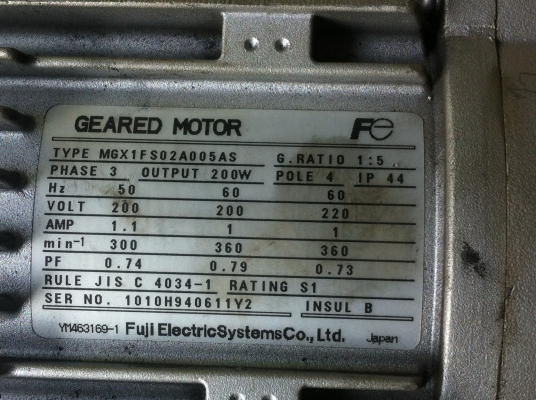 GEARED MOTOR Fe
TYPE MGX1FS02A005AS G.RATIO 1:5
PHASE 3 OUTPUT 200W POLE 4 IP 44
Hz 50 60 60
VOLT 200 200 220
AMP 1.1 1 1
min-1 300 360 360
PF 0.74 0.79 0.73
RULE JIS C 4034-1 RATING S1
SER NO. 1010H940611Y2 INSUL B
YM463169-1 Fuji ElectricSystemsCo.,Ltd. Japan